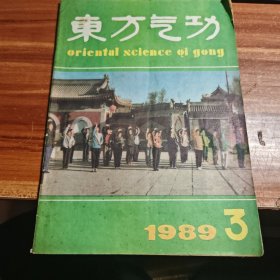 東方气功
oriental science qi gong
1989 3